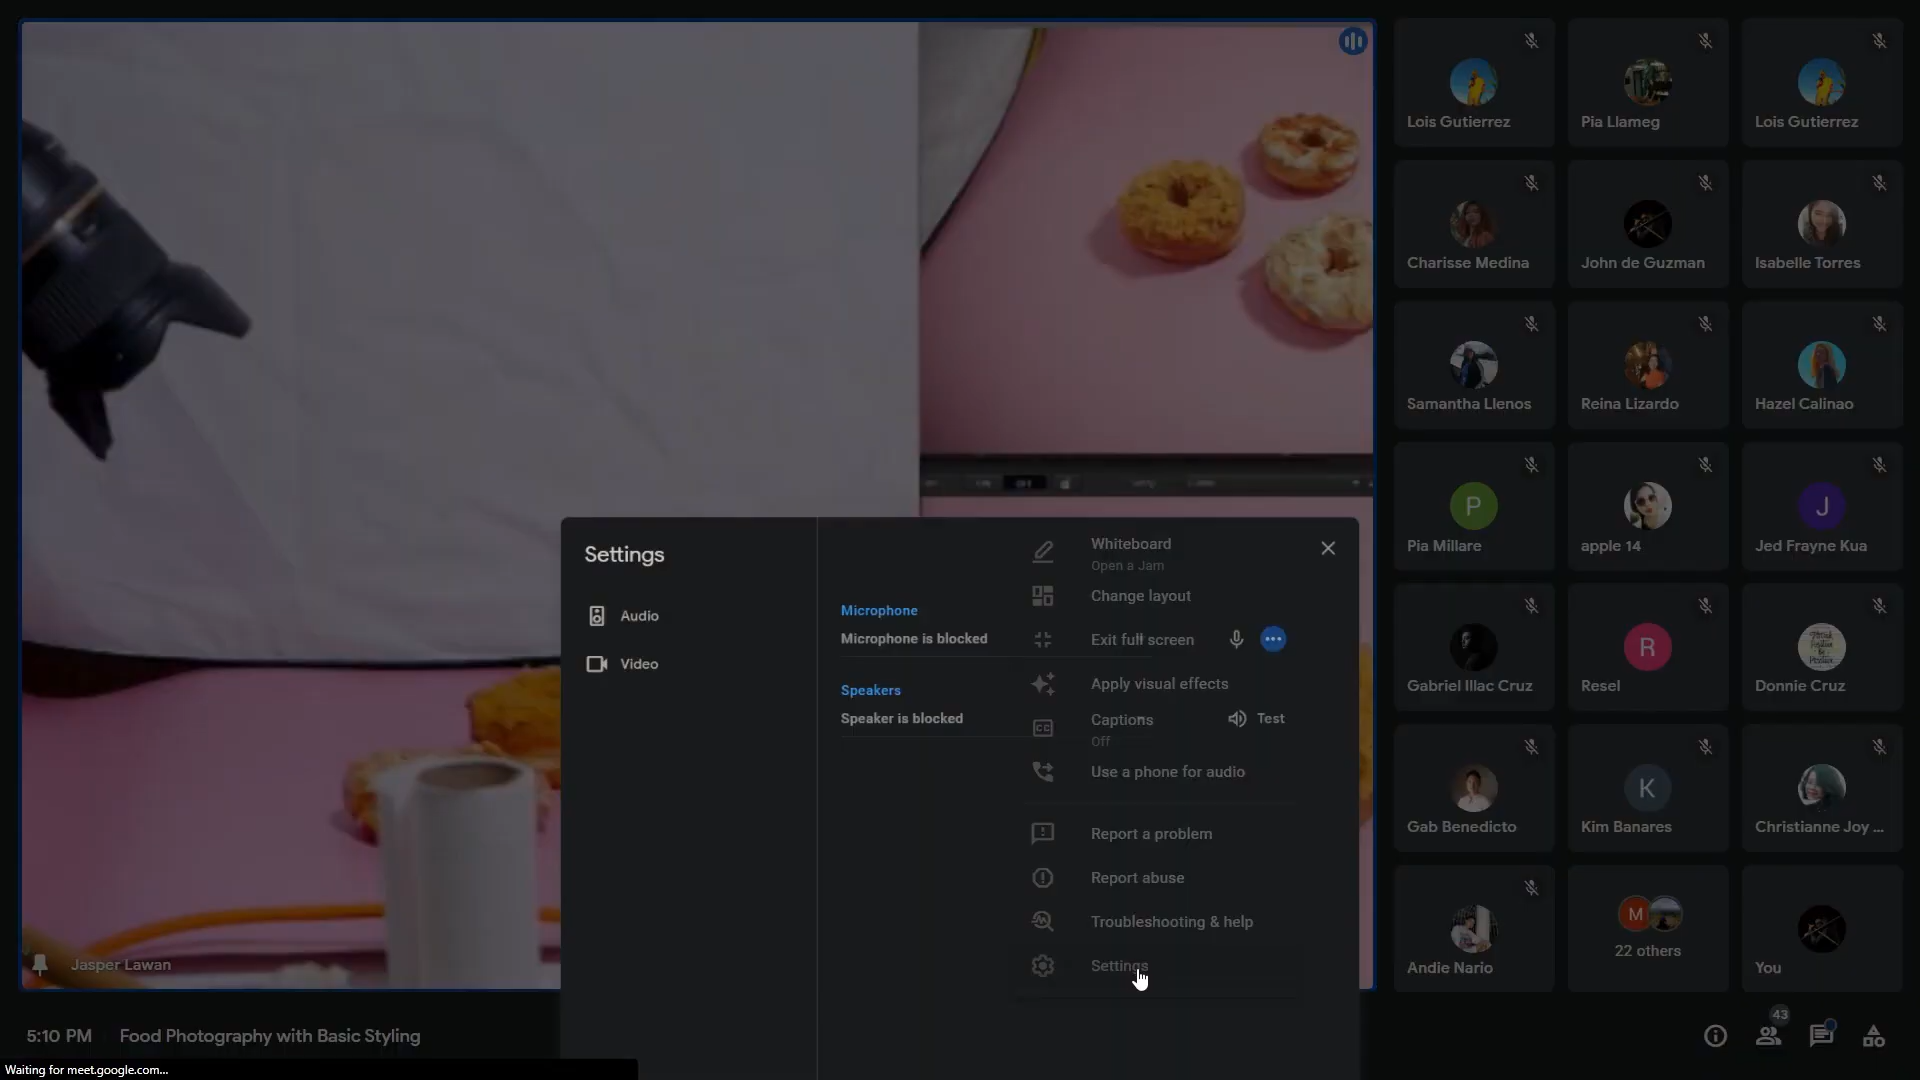 Lois Gutierrez
Pia Llameg
Lois Gutierrez
Charisse Medina
John de Guzman
Isabelle Torres
Samantha Llenos
Reina Lizardo
Hazel Calinao
P
Pia Millare
apple 14
J
Jed Frayne Kua
Gabriel Illac Cruz
R
Resel
Donnie Cruz
Gab Benedicto
K
Kim Banares
Christianne Joy ...
Andie Nario
M
22 others
You
Settings
Audio
Video
Microphone
Microphone is blocked
Speakers
Speaker is blocked
Test
Whiteboard
Open a Jam
Change layout
Exit full screen
Apply visual effects
CC
Captions
Off
Use a phone for audio
Report a problem
Report abuse
Troubleshooting & help
Settings
Jasper Lawan
5:10 PM Food Photography with Basic Styling
43
Waiting for meet.google.com...